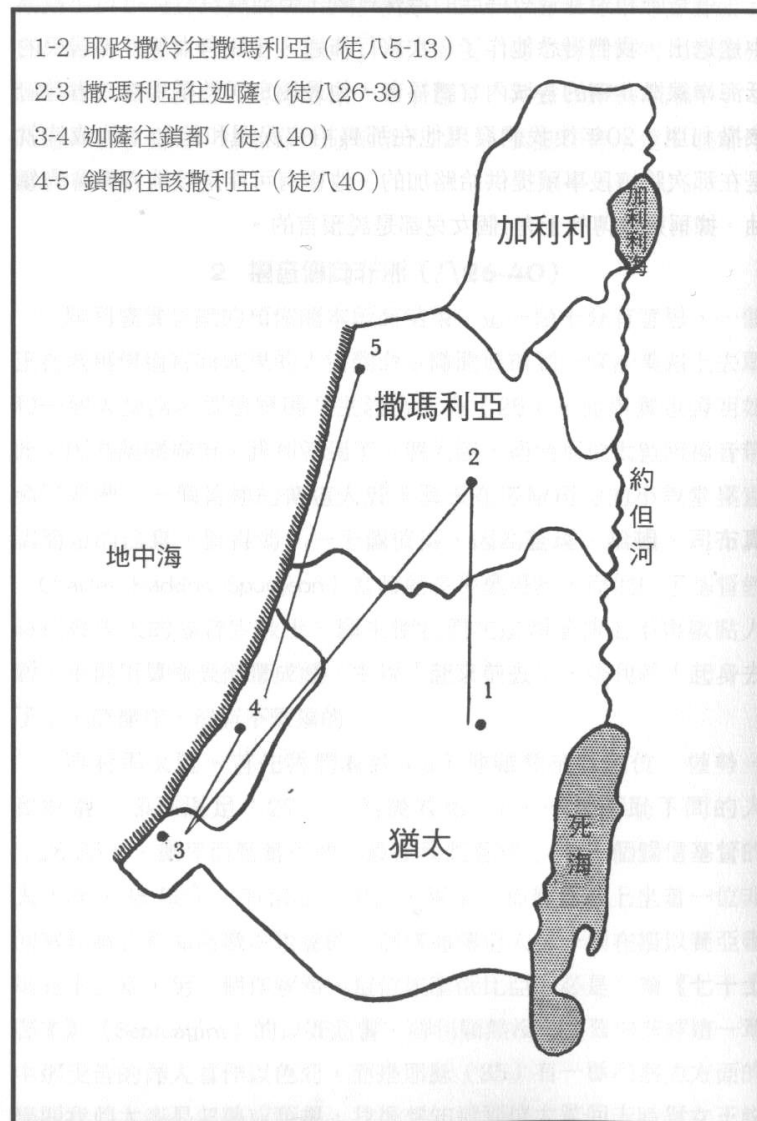 1-2 耶路撒冷往撒瑪利亞（徒八5-13）
2-3 撒瑪利亞往迦薩（徒八26-39）
3-4 迦薩往鎖都（徒八40）
4-5 鎖都往該撒利亞（徒八40）
加利利
加利利海
5
撒瑪利亞
2
約但河
地中海
1
4
3
猶太
死海